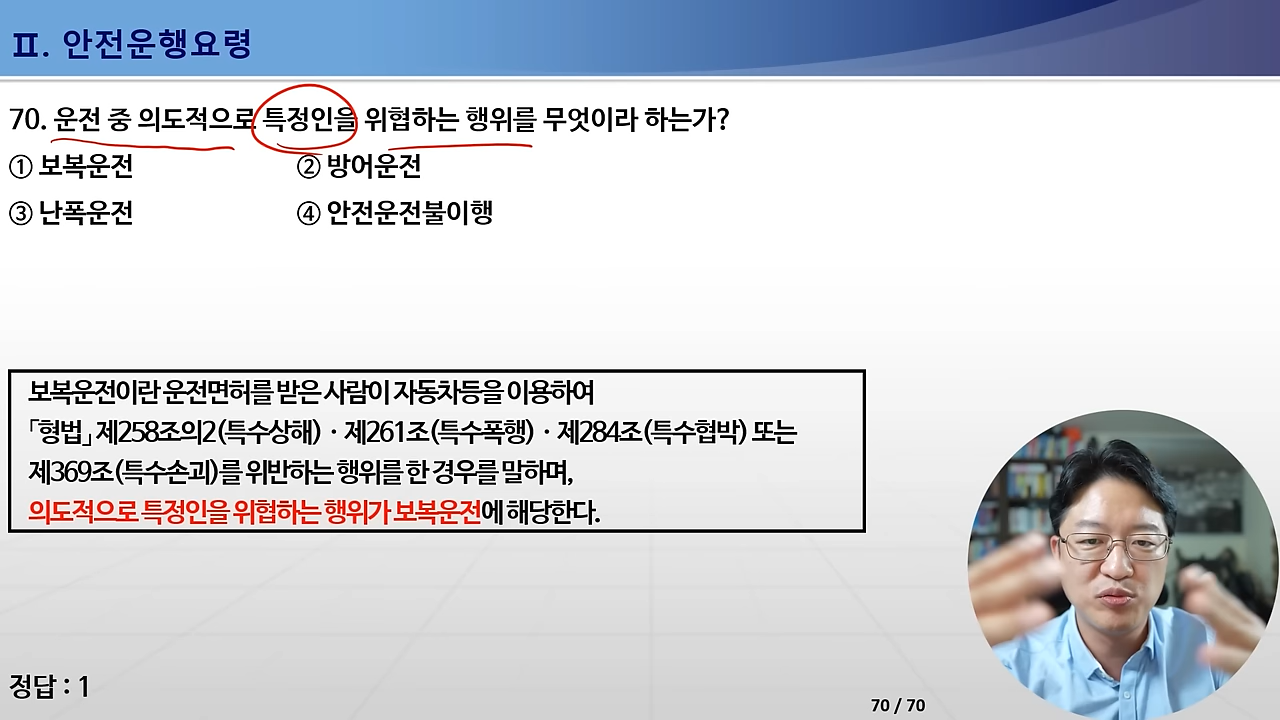 Ⅱ. 안전운행요령
70. 운전 중 의도적으로 특정인을 위협하는 행위를 무엇이라 하는가?
① 보복운전 ② 방어운전
③ 난폭운전 ④ 안전운전불이행
보복운전이란 운전면허를 받은 사람이 자동차등을 이용하여
「형법」 제258조의2(특수상해)ㆍ제261조(특수폭행)ㆍ제284조(특수협박) 또는
제369조(특수손괴)를 위반하는 행위를 한 경우를 말하며,
의도적으로 특정인을 위협하는 행위가 보복운전에 해당한다.
정답 : 1
70 / 70